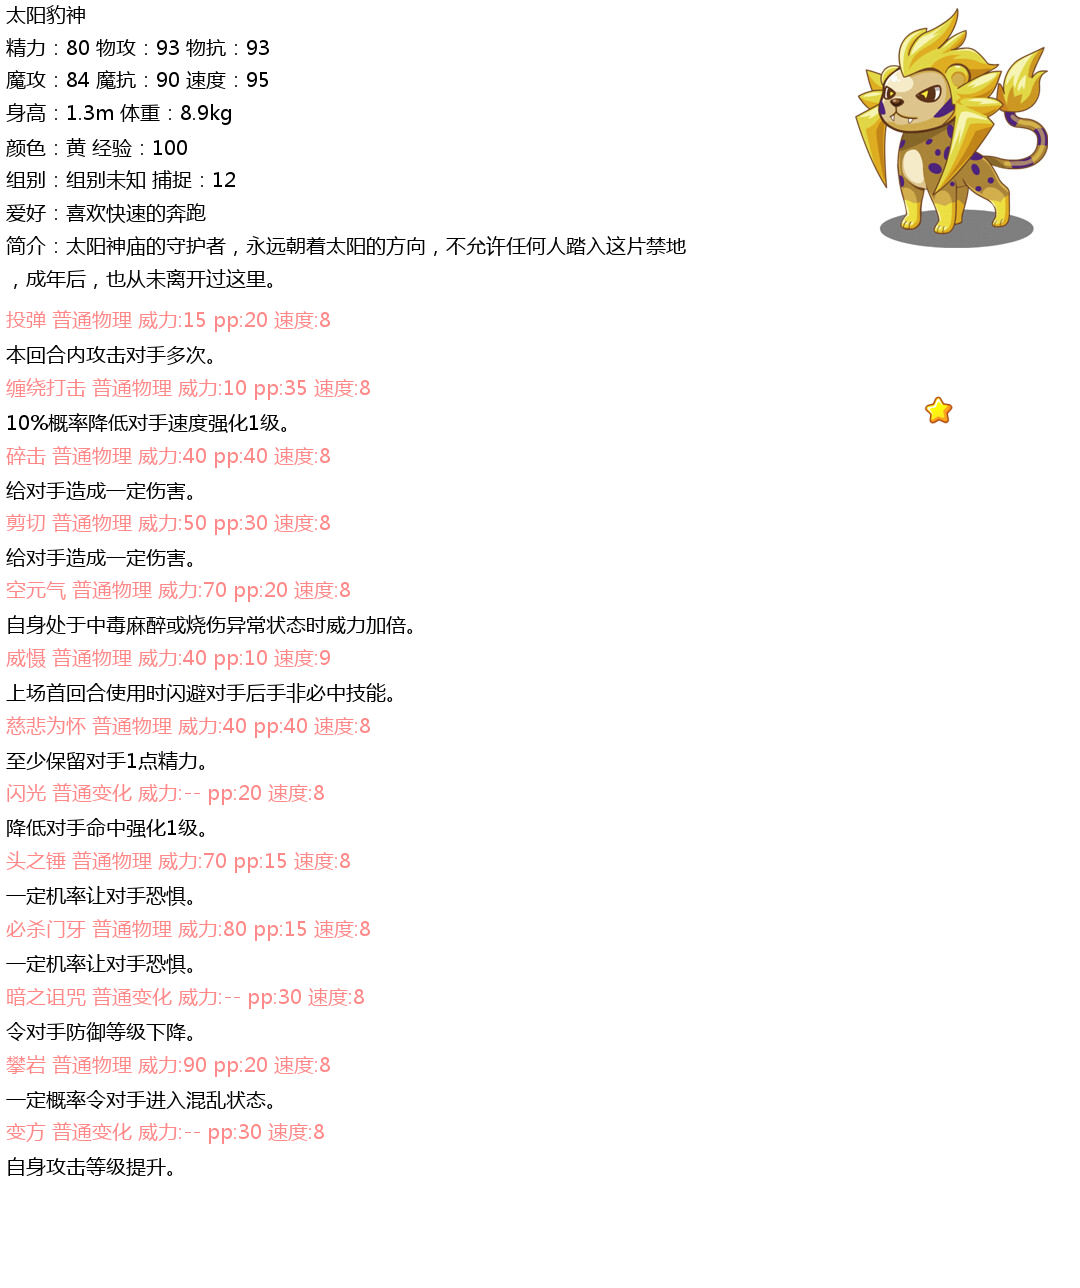 太阳豹神
精力：80 物攻：93 物抗：93
魔攻：84 魔抗：90 速度：95
身高：1.3m 体重：8.9kg
颜色：黄 经验：100
组别：组别未知 捕捉：12
爱好：喜欢快速的奔跑
简介：太阳神庙的守护者，永远朝着太阳的方向，不允许任何人踏入这片禁地
，成年后，也从未离开过这里。
投弹 普通物理 威力:15 pp:20 速度:8
本回合内攻击对手多次。
缠绕打击 普通物理 威力:10 pp:35 速度:8
10%概率降低对手速度强化1级。
碎击 普通物理 威力:40 pp:40 速度:8
给对手造成一定伤害。
剪切 普通物理 威力:50 pp:30 速度:8
给对手造成一定伤害。
空元气 普通物理 威力:70 pp:20 速度:8
自身处于中毒麻醉或烧伤异常状态时威力加倍。
威慑 普通物理 威力:40 pp:10 速度:9
上场首回合使用时闪避对手后手非必中技能。
慈悲为怀 普通物理 威力:40 pp:40 速度:8
至少保留对手1点精力。
闪光 普通变化 威力:-- pp:20 速度:8
降低对手命中强化1级。
头之锤 普通物理 威力:70 pp:15 速度:8
一定机率让对手恐惧。
必杀门牙 普通物理 威力:80 pp:15 速度:8
一定机率让对手恐惧。
暗之诅咒 普通变化 威力:-- pp:30 速度:8
令对手防御等级下降。
攀岩 普通物理 威力:90 pp:20 速度:8
一定概率令对手进入混乱状态。
变方 普通变化 威力:-- pp:30 速度:8
自身攻击等级提升。